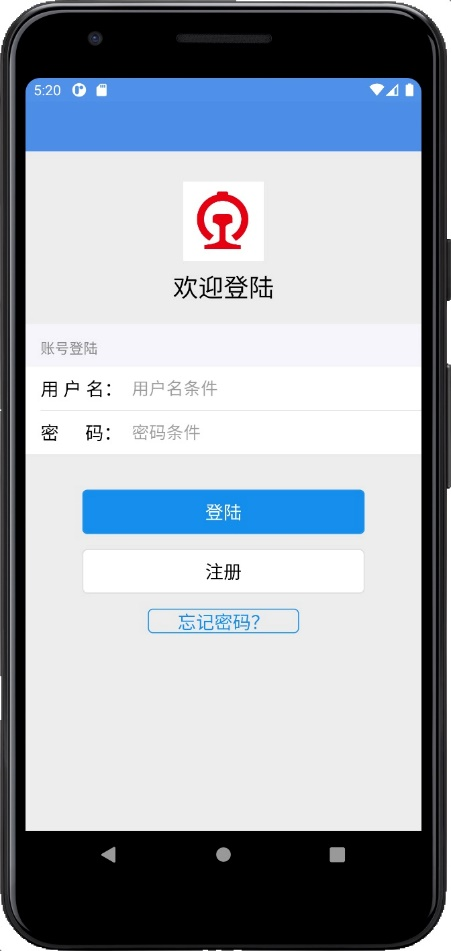 5:20
欢迎登陆
账号登陆
用 户 名： 用户名条件
密 码： 密码条件
登陆
注册
忘记密码？